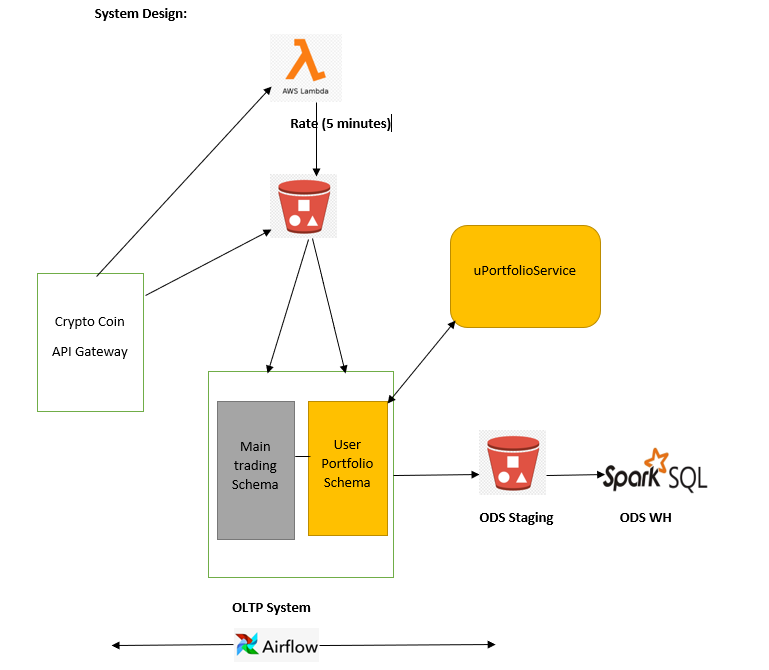 System Design:
AWS Lambda
Rate (5 minutes)
Crypto Coin
API Gateway
uPortfolioService
Main
trading
Schema
User
Portfolio
Schema
Spark SQL
ODS Staging
ODS WH
OLTP System
Airflow